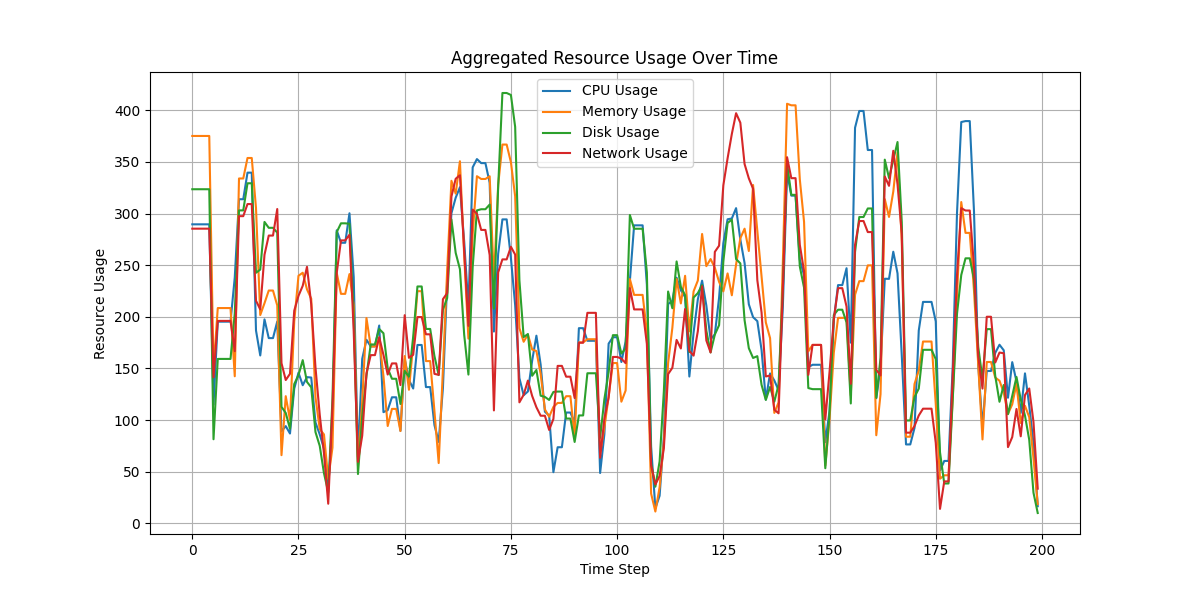 Aggregated Resource Usage Over Time
CPU Usage
Memory Usage
Disk Usage
Network Usage
Resource Usage
400
350
300
250
200
150
100
50
0
0 25 50 75 100 125 150 175 200
Time Step